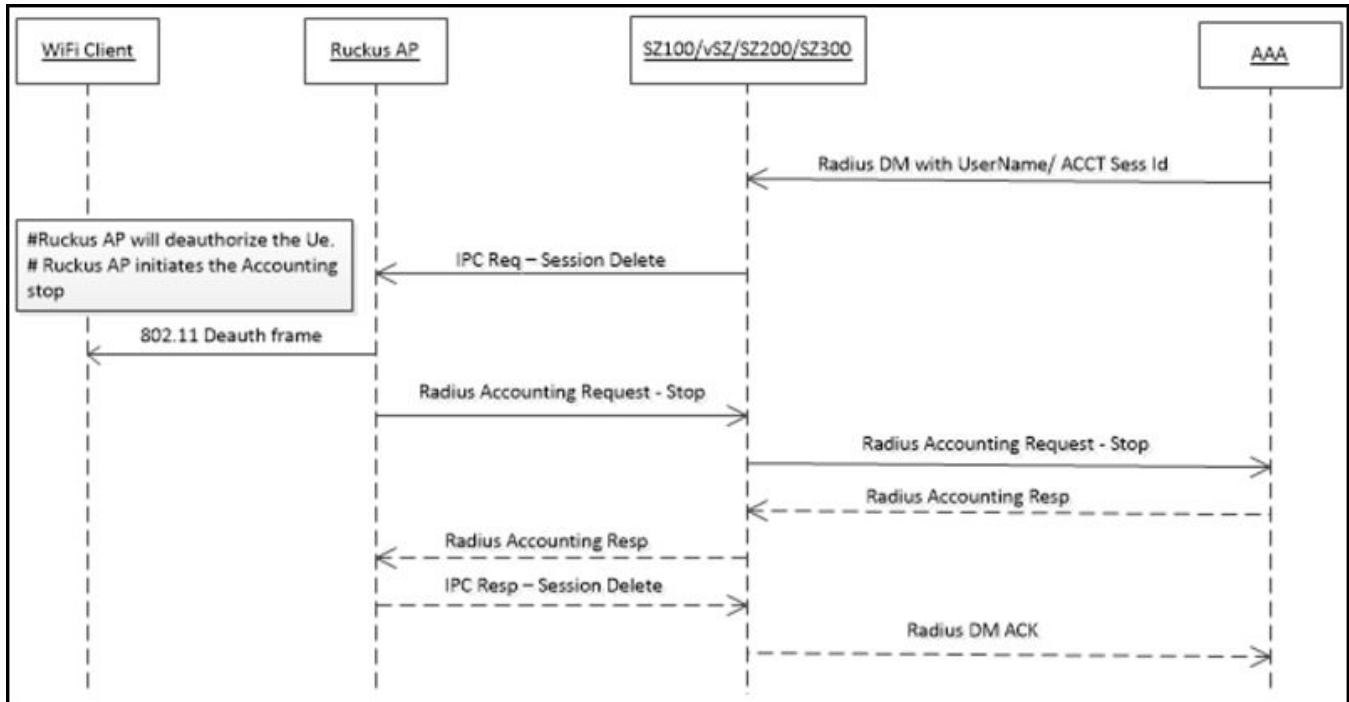 WiFi Client
Ruckus AP
SZ100/vSZ/SZ200/SZ300
AAA
Radius DM with UserName/ ACCT Sess Id
#Ruckus AP will deauthorize the Ue.
# Ruckus AP initiates the Accounting
stop
IPC Req – Session Delete
802.11 Deauth frame
Radius Accounting Request - Stop
Radius Accounting Request - Stop
Radius Accounting Resp
Radius Accounting Resp
IPC Resp – Session Delete
Radius DM ACK